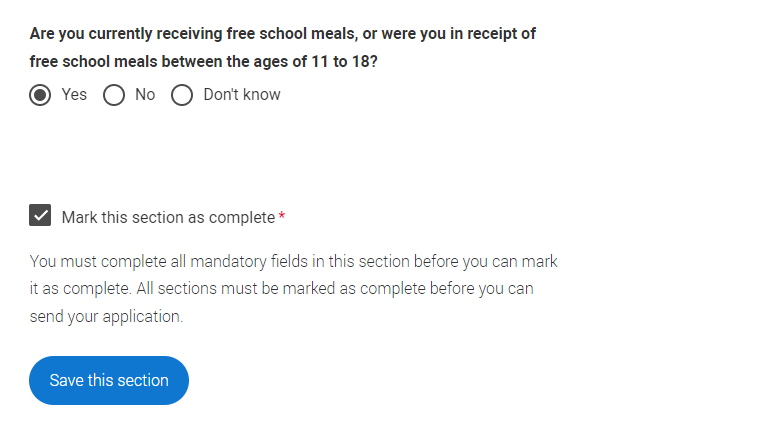 Are you currently receiving free school meals, or were you in receipt of
free school meals between the ages of 11 to 18?
Yes No Don't know
Mark this section as complete *
You must complete all mandatory fields in this section before you can mark
it as complete. All sections must be marked as complete before you can
send your application.
Save this section